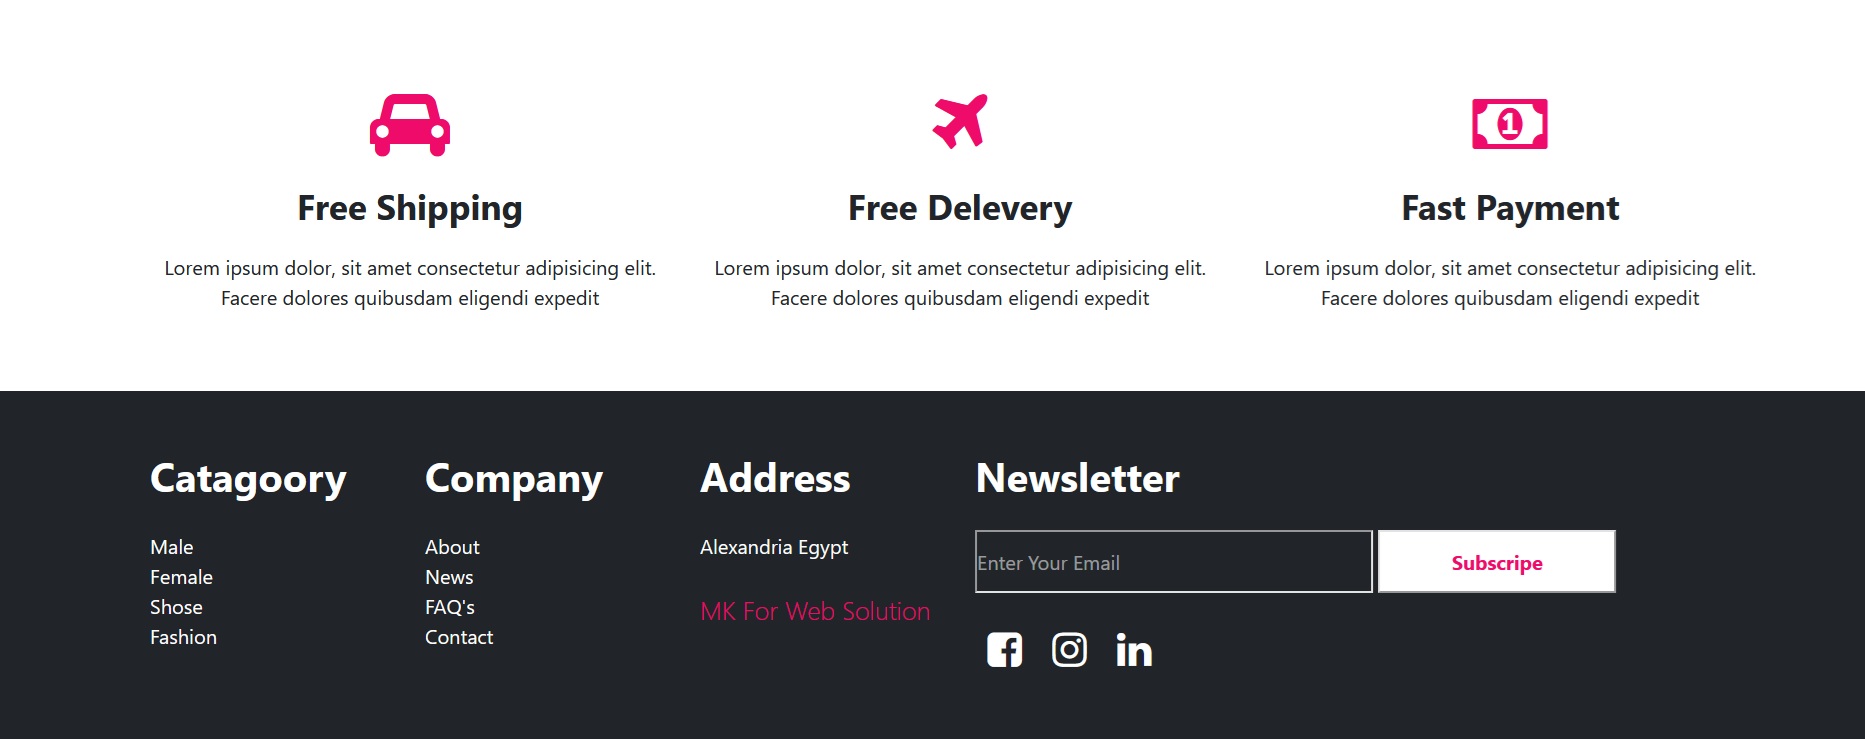 Free Shipping
Lorem ipsum dolor, sit amet consectetur adipisicing elit.
Facere dolores quibusdam eligendi expedit
Free Delevery
Lorem ipsum dolor, sit amet consectetur adipisicing elit.
Facere dolores quibusdam eligendi expedit
1
Fast Payment
Lorem ipsum dolor, sit amet consectetur adipisicing elit.
Facere dolores quibusdam eligendi expedit
Catagoory
Male
Female
Shose
Fashion
Company
About
News
FAQ's
Contact
Address
Alexandria Egypt
MK For Web Solution
Newsletter
Enter Your Email
Subscripe
f
in